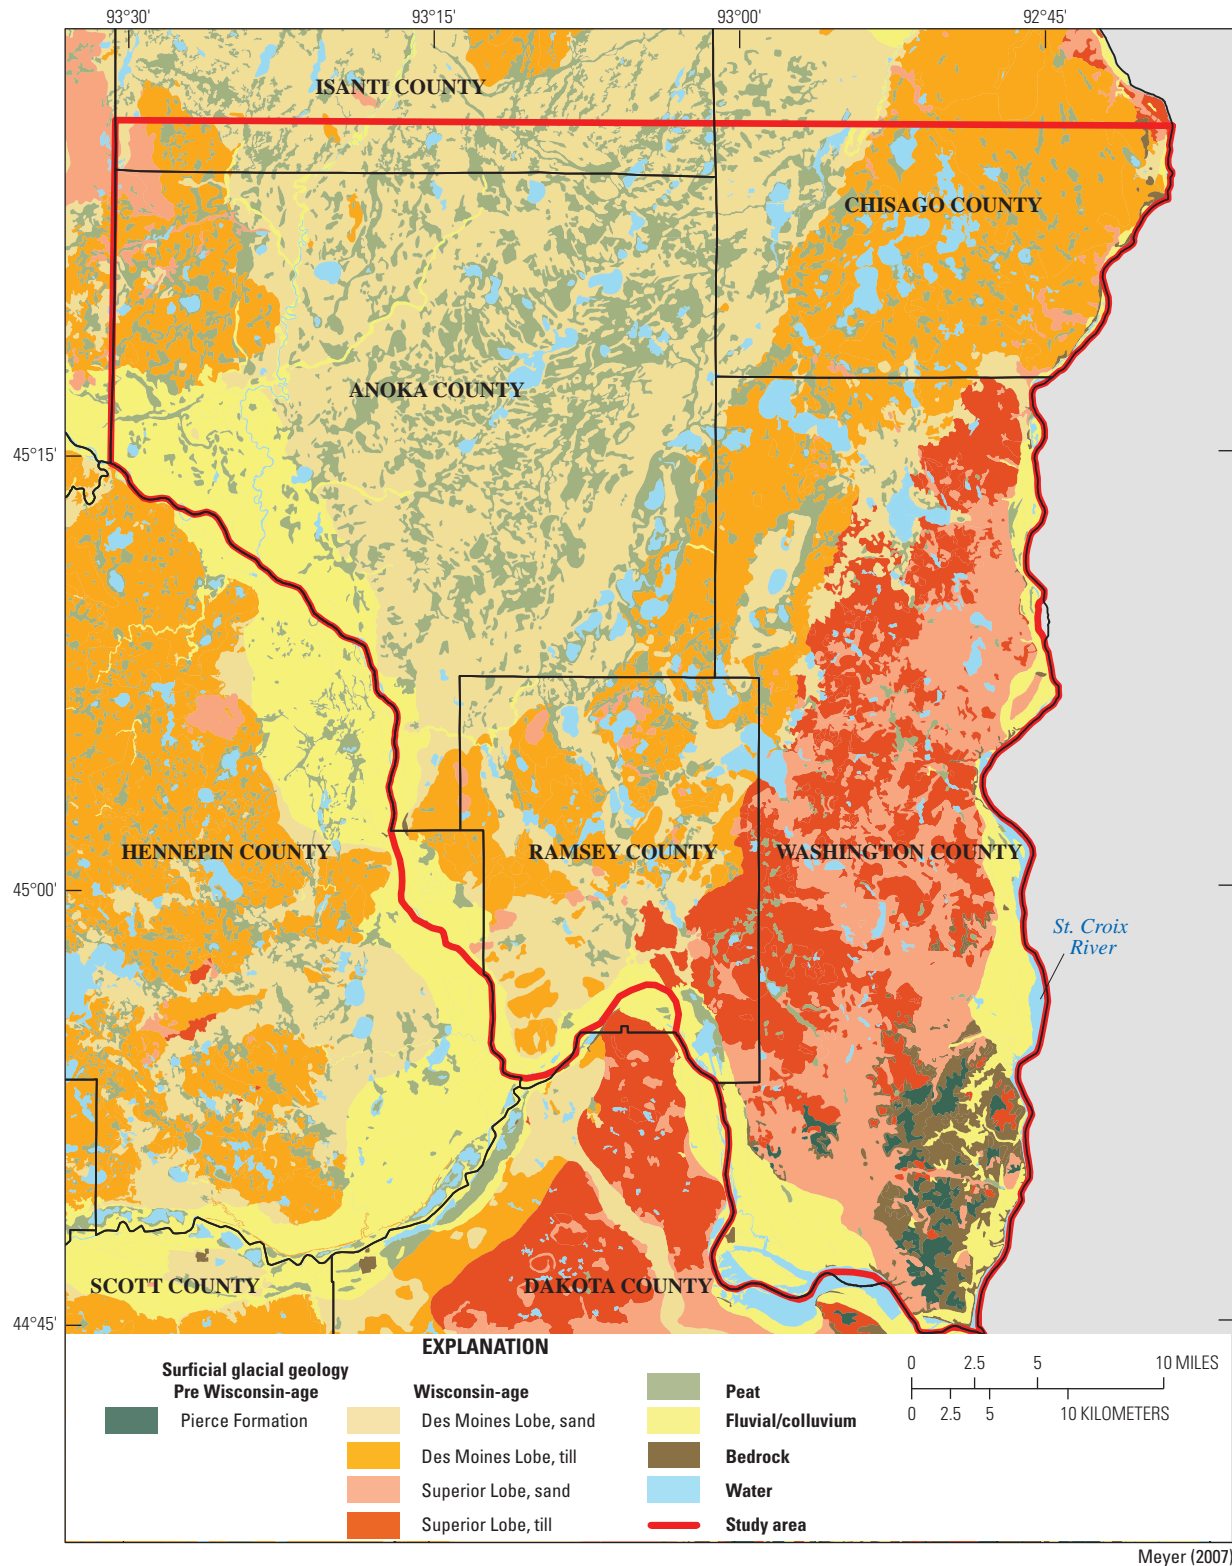 93°30'
93°15'
93°00'
92°45'
ISANTI COUNTY
CHISAGO COUNTY
ANOKA COUNTY
45°15'
HENNEPIN COUNTY
RAMSEY COUNTY
WASHINGTON COUNTY
45°00'
St. Croix
River
SCOTT COUNTY
DAKOTA COUNTY
44°45'
EXPLANATION
Surficial glacial geology
Pre Wisconsin-age
Pierce Formation
Wisconsin-age
Des Moines Lobe, sand
Des Moines Lobe, till
Superior Lobe, sand
Superior Lobe, till
Peat
Fluvial/colluvium
Bedrock
Water
Study area
0 2.5 5 10 MILES
0 2.5 5 10 KILOMETERS
Meyer (2007)